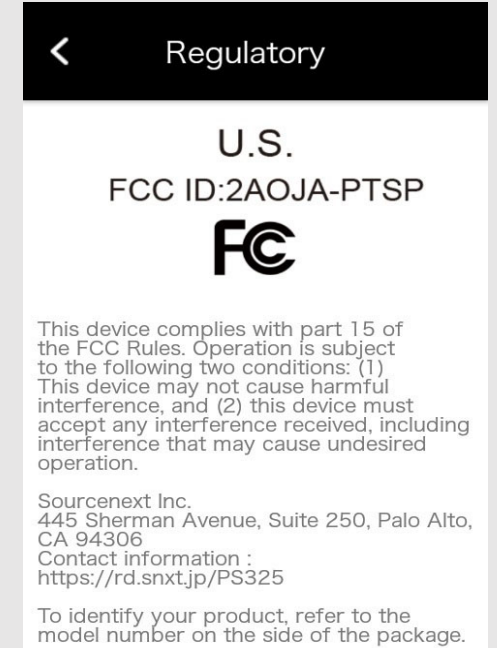 Regulatory
U.S.
FCC ID:2AOJA-PTSP
FC
This device complies with part 15 of
the FCC Rules. Operation is subject
to the following two conditions: (1)
This device may not cause harmful
interference, and (2) this device must
accept any interference received, including
interference that may cause undesired
operation.
Sourcenext Inc.
445 Sherman Avenue, Suite 250, Palo Alto,
CA 94306
Contact information :
https://rd.snxt.jp/PS325
To identify your product, refer to the
model number on the side of the package.